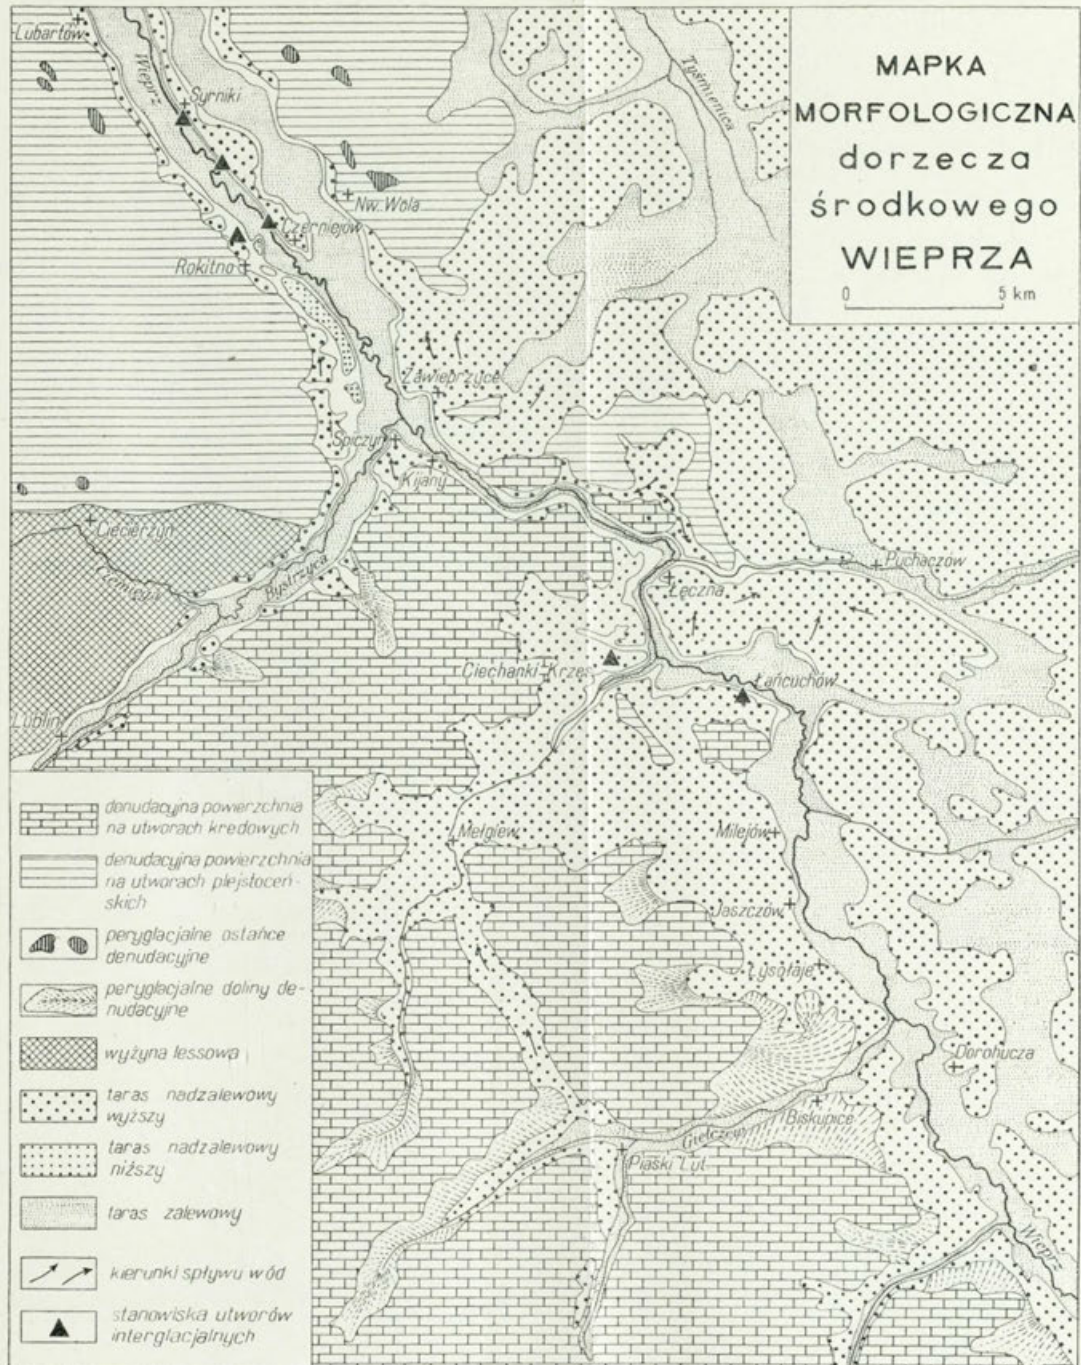 MAPKA
MORFOLOGICZNA
dorzecza
środkowego
WIEPRZA
0 5 km
Lubartów
Wieprz
Syrniki
Tyśmienica
Nw. Wola
Czerniejów
Rokitno
Zawieprzyce
Spiczyn
Kijany
Ciecierzyn
Bystrzyca
Puchaczów
Łęczna
Ciechanki-Krzes.
Łańcuchów
Lublin
Mełgiew
Milejów
Jaszczów
Łysołaje
Dorohucza
Biskupice
Giełczew
Piaski Lut.
Wieprz
denudacyjna powierzchnia
na utworach kredowych
denudacyjna powierzchnia
na utworach plejstoceń-
skich
peryglacjalne ostańce
denudacyjne
peryglacjalne doliny de-
nudacyjne
wyżyna lessowa
taras nadzalewowy
wyższy
taras nadzalewowy
niższy
taras zalewowy
kierunki spływu wód
stanowiska utworów
interglacjalnych